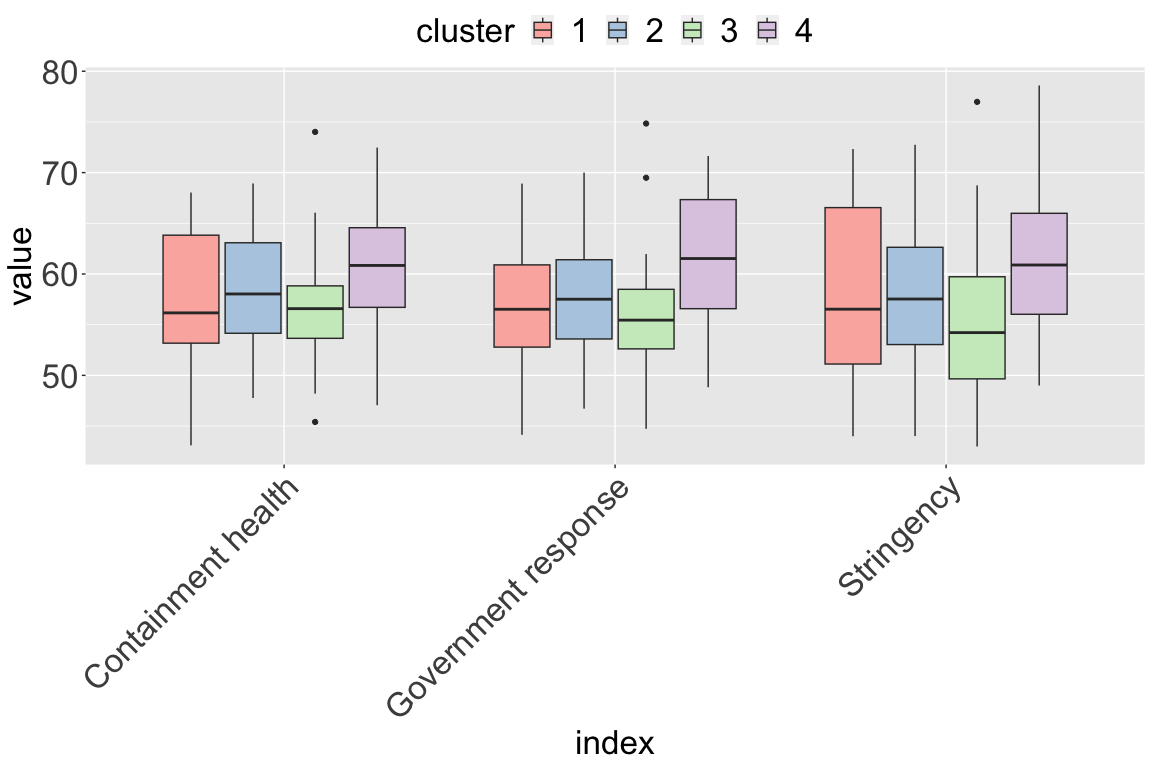 cluster 1 2 3 4
80
70
60
50
value
Containment health
Government response
Stringency
index